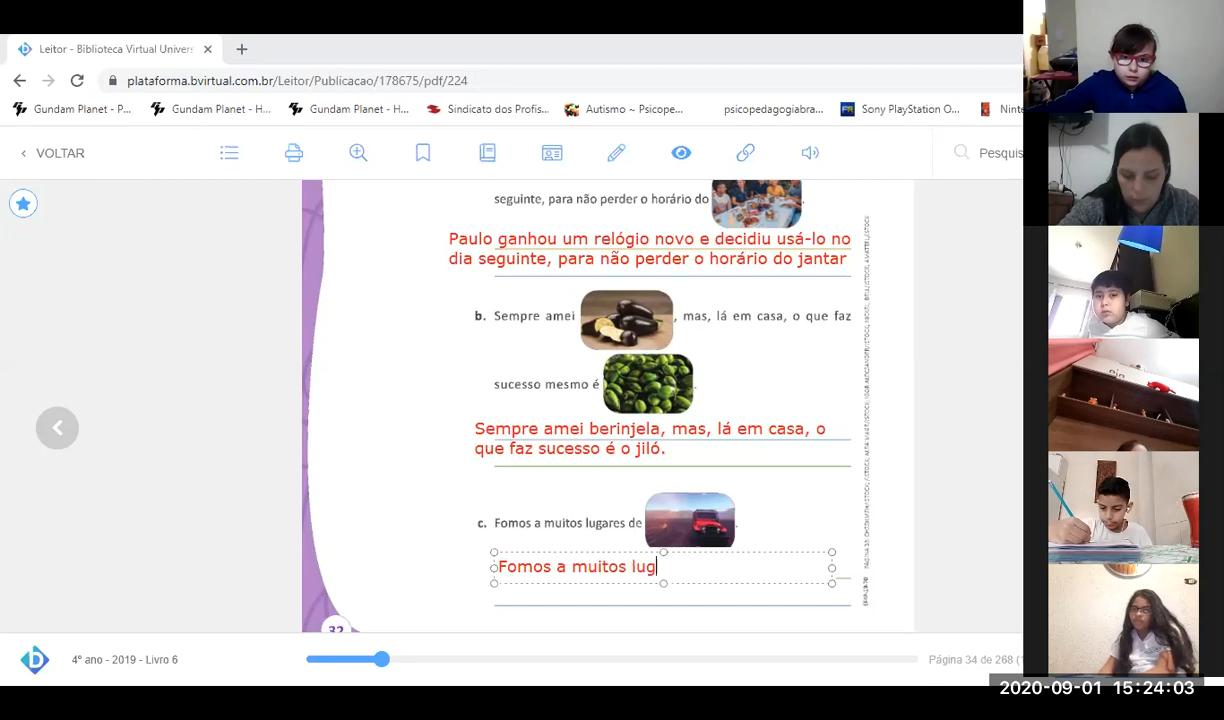 Leitor - Biblioteca Virtual Univers
plataforma.bvirtual.com.br/Leitor/Publicacao/178675/pdf/224
Gundam Planet - P... Gundam Planet - H... Gundam Planet - H... Sindicato dos Profis... Autismo ~ Psicope... psicopedagogiabra... Sony PlayStation O... Ninte
VOLTAR
Pesquis
seguinte, para não perder o horário do .
Paulo ganhou um relógio novo e decidiu usá-lo no
dia seguinte, para não perder o horário do jantar
b. Sempre amei , mas, lá em casa, o que faz
sucesso mesmo é .
Sempre amei berinjela, mas, lá em casa, o
que faz sucesso é o jiló.
c. Fomos a muitos lugares de .
Fomos a muitos lug
32
4º ano - 2019 - Livro 6
Página 34 de 268 (1
2020-09-01 15:24:03